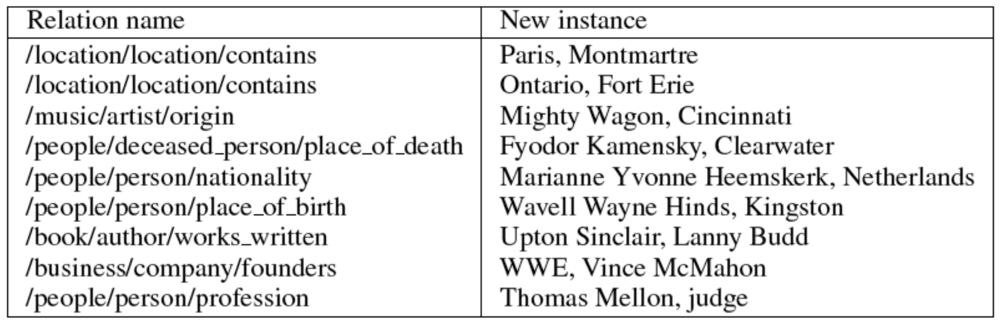 Relation name New instance
/location/location/contains Paris, Montmartre
/location/location/contains Ontario, Fort Erie
/music/artist/origin Mighty Wagon, Cincinnati
/people/deceased_person/place_of_death Fyodor Kamensky, Clearwater
/people/person/nationality Marianne Yvonne Heemskerk, Netherlands
/people/person/place_of_birth Wavell Wayne Hinds, Kingston
/book/author/works_written Upton Sinclair, Lanny Budd
/business/company/founders WWE, Vince McMahon
/people/person/profession Thomas Mellon, judge